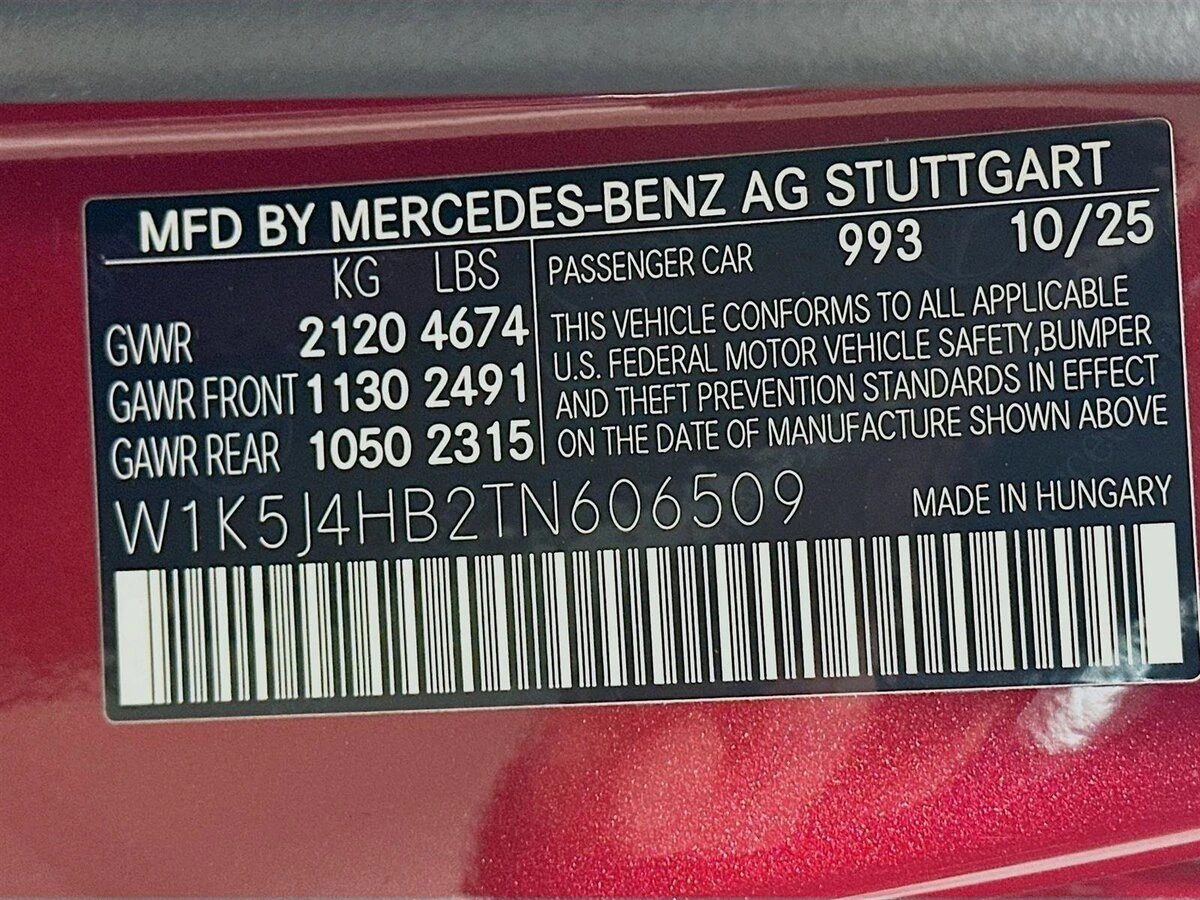 MFD BY MERCEDES-BENZ AG STUTTGART
KG LBS
GVWR 2120 4674
GAWR FRONT 1130 2491
GAWR REAR 1050 2315
PASSENGER CAR 993 10/25
THIS VEHICLE CONFORMS TO ALL APPLICABLE
U.S. FEDERAL MOTOR VEHICLE SAFETY,BUMPER
AND THEFT PREVENTION STANDARDS IN EFFECT
ON THE DATE OF MANUFACTURE SHOWN ABOVE
W1K5J4HB2TN606509 MADE IN HUNGARY